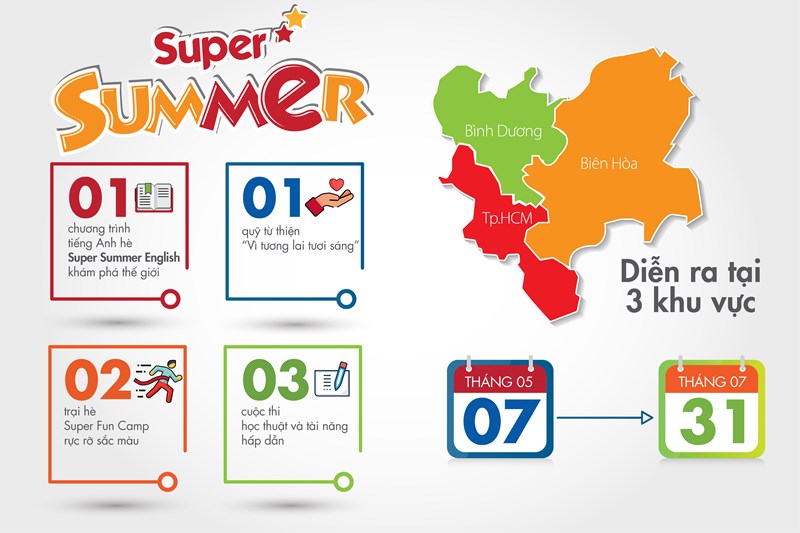 Super
SUMMER
01
chương trình
tiếng Anh hè
Super Summer English
khám phá thế giới
01
quỹ từ thiện
“Vì tương lai tươi sáng”
02
trại hè
Super Fun Camp
rực rỡ sắc màu
03
cuộc thi
học thuật và tài năng
hấp dẫn
Bình Dương
Biên Hòa
Tp.HCM
Diễn ra tại
3 khu vực
THÁNG 05
07
THÁNG 07
31